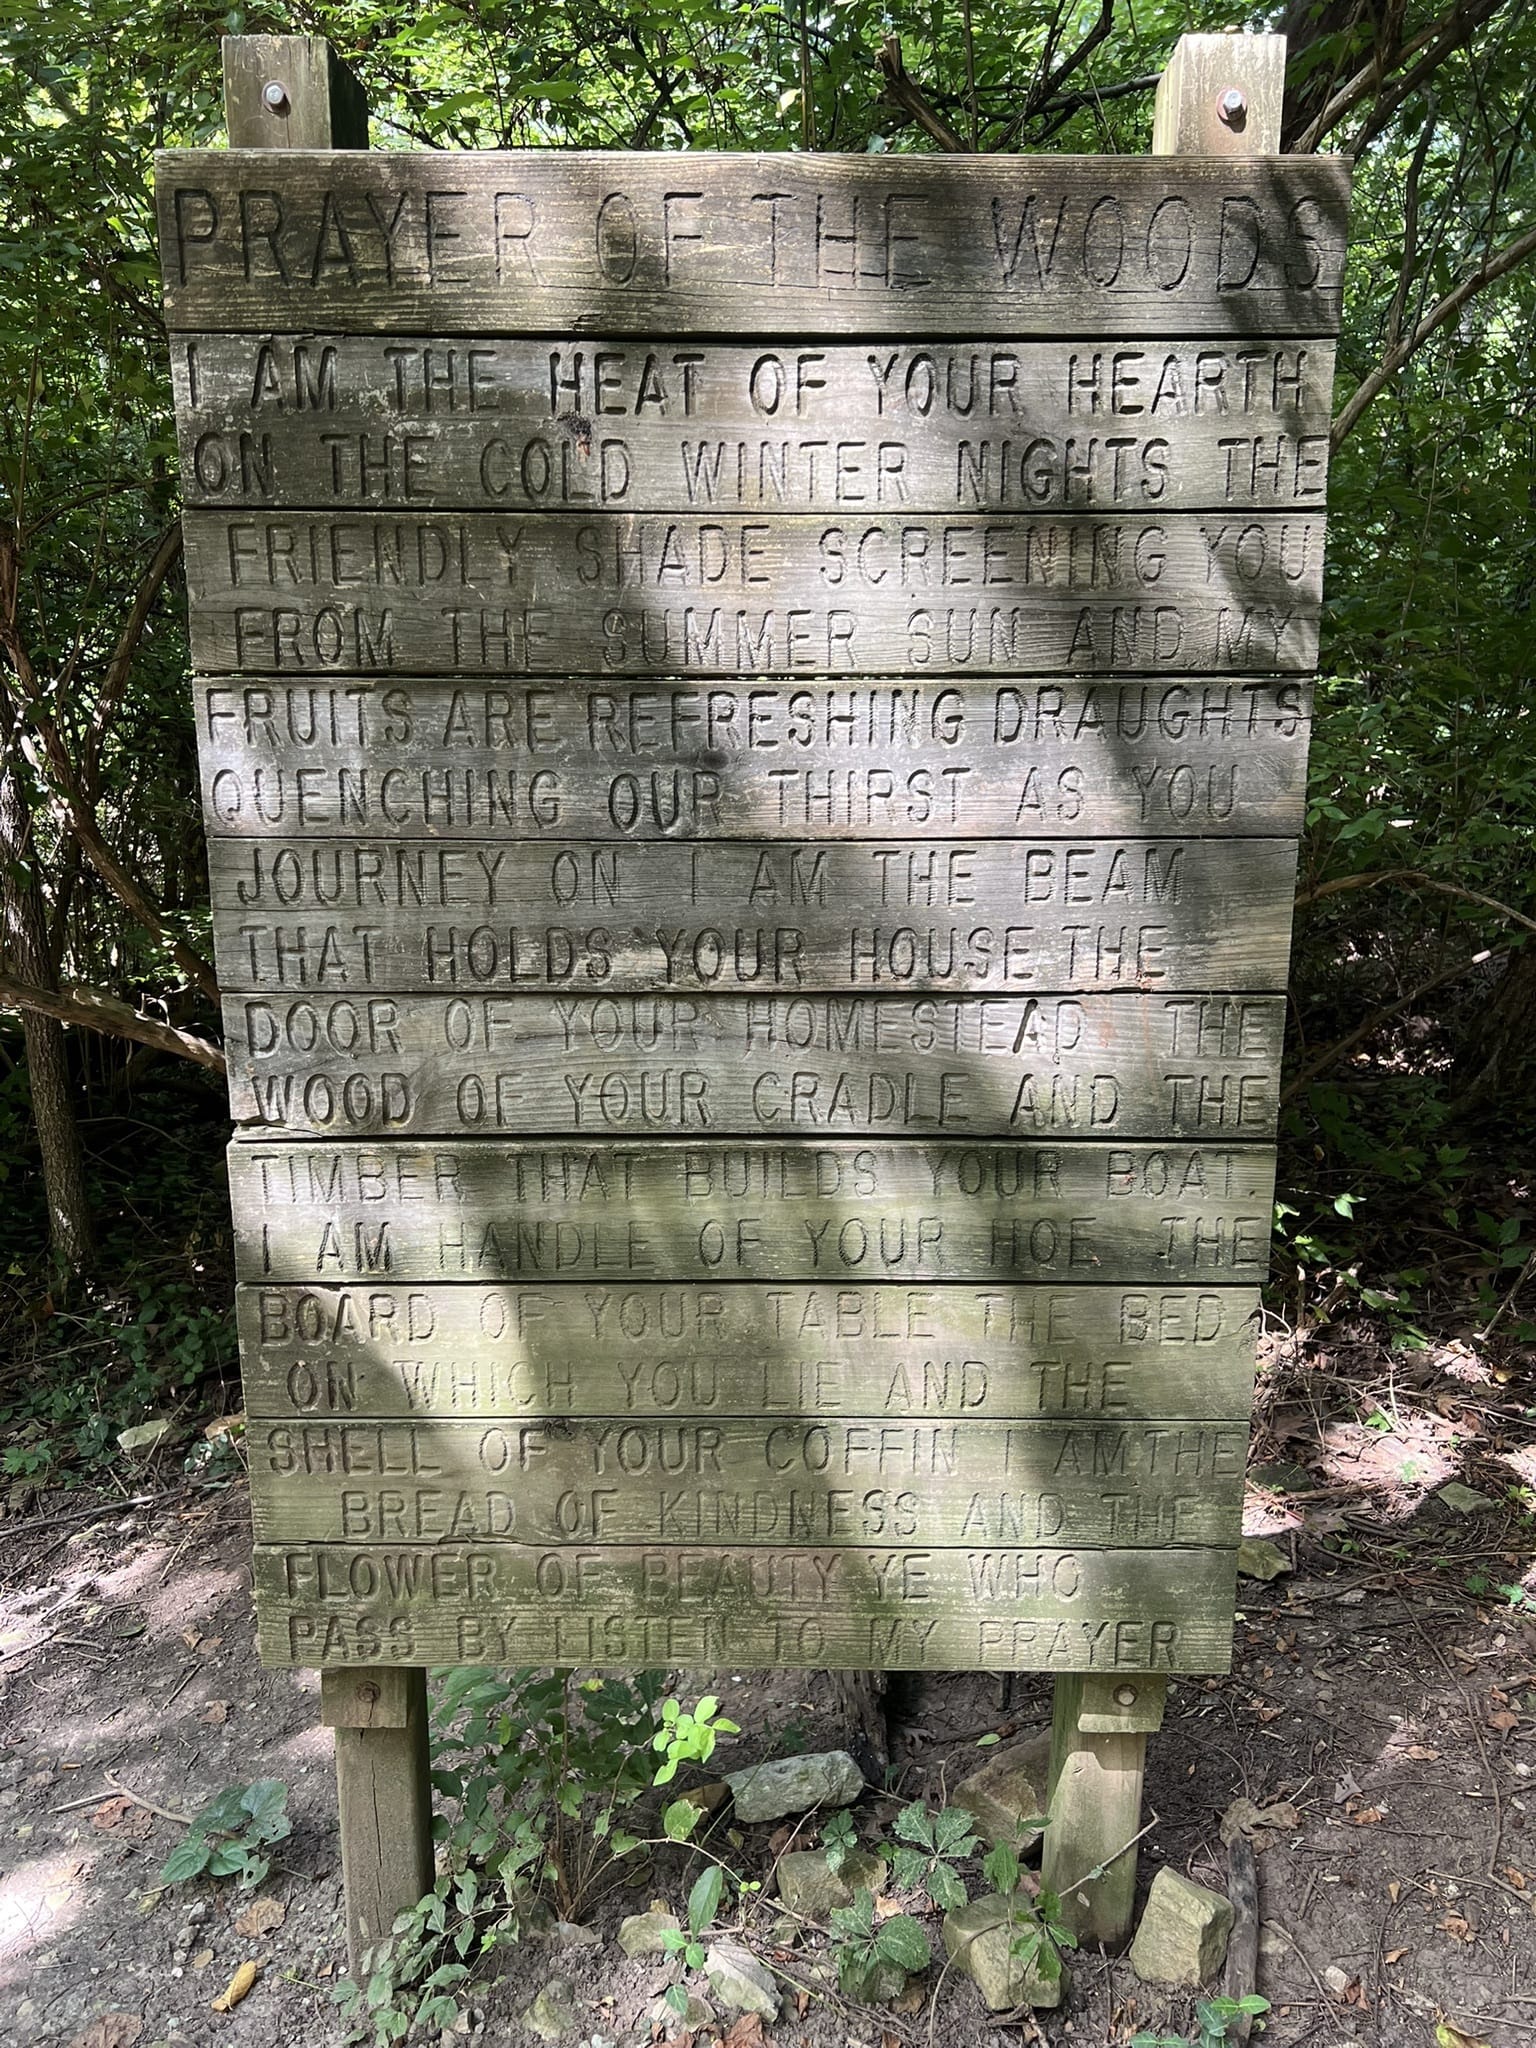 PRAYER OF THE WOODS
I AM THE HEAT OF YOUR HEARTH
ON THE COLD WINTER NIGHTS THE
FRIENDLY SHADE SCREENING YOU
FROM THE SUMMER SUN AND MY
FRUITS ARE REFRESHING DRAUGHTS
QUENCHING OUR THIRST AS YOU
JOURNEY ON I AM THE BEAM
THAT HOLDS YOUR HOUSE THE
DOOR OF YOUR HOMESTEAD THE
WOOD OF YOUR CRADLE AND THE
TIMBER THAT BUILDS YOUR BOAT.
I AM HANDLE OF YOUR HOE THE
BOARD OF YOUR TABLE THE BED
ON WHICH YOU LIE AND THE
SHELL OF YOUR COFFIN I AM THE
BREAD OF KINDNESS AND THE
FLOWER OF BEAUTY YE WHO
PASS BY LISTEN TO MY PRAYER